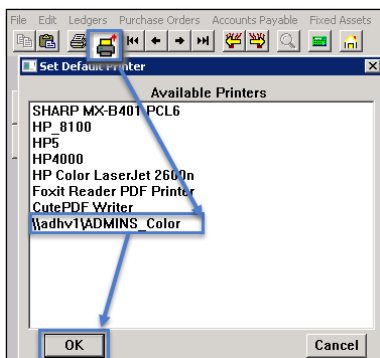 File Edit Ledgers Purchase Orders Accounts Payable Fixed Assets
Set Default Printer
Available Printers
SHARP MX-B401 PCL6
HP_8100
HP5
HP4000
HP Color LaserJet 2600n
Foxit Reader PDF Printer
CutePDF Writer
\\adhv1\ADMINS_Color
OK Cancel